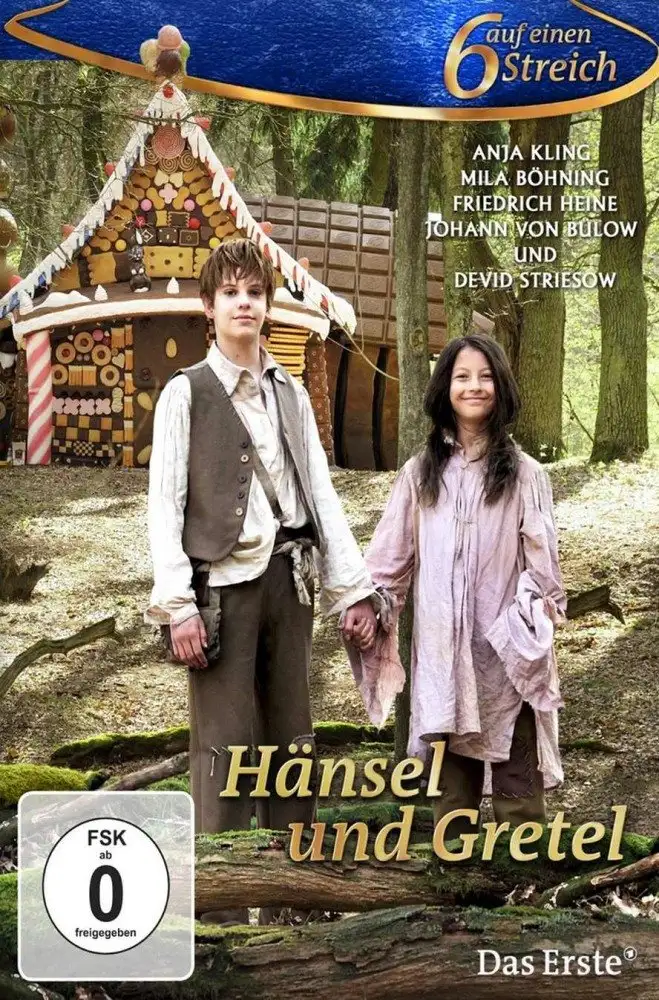 6 auf einen
Streich
ANJA KLING
MILA BÖHNING
FRIEDRICH HEINE
JOHANN VON BÜLOW
UND
DEVID STRIESOW
Hänsel
und Gretel
FSK
ab
0
freigegeben
Das Erste